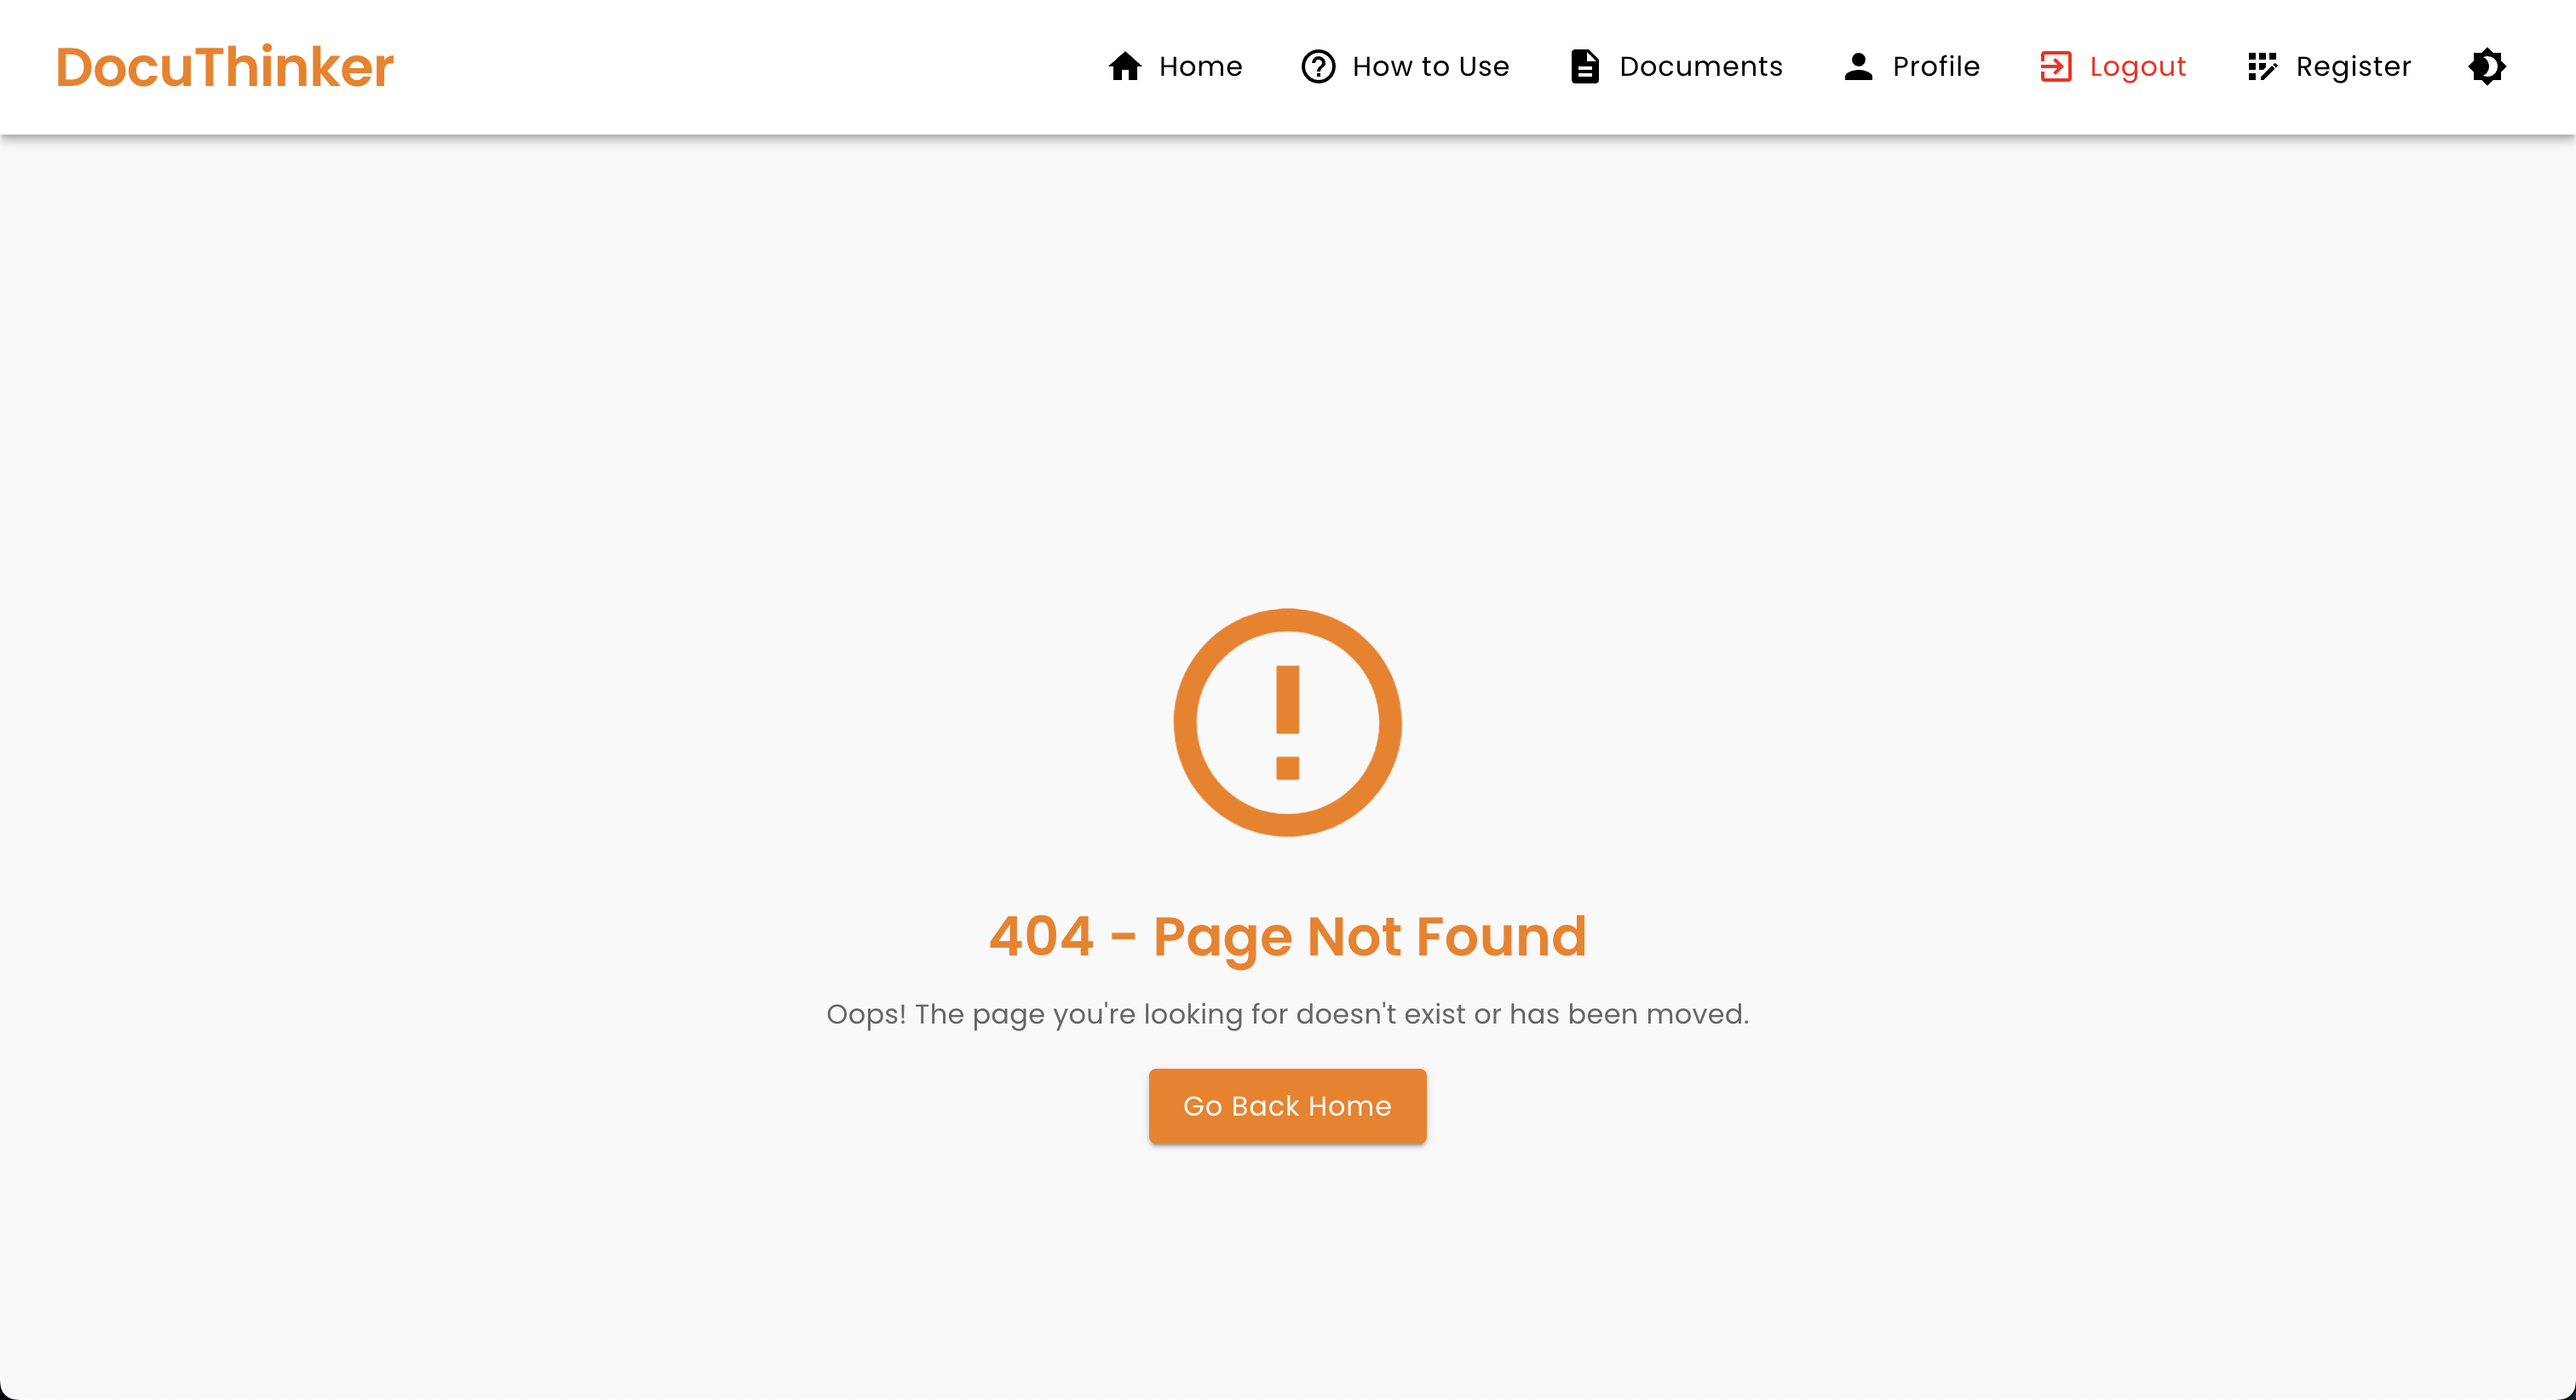 DocuThinker
Home
How to Use
Documents
Profile
Logout
Register
404 - Page Not Found
Oops! The page you're looking for doesn't exist or has been moved.
Go Back Home